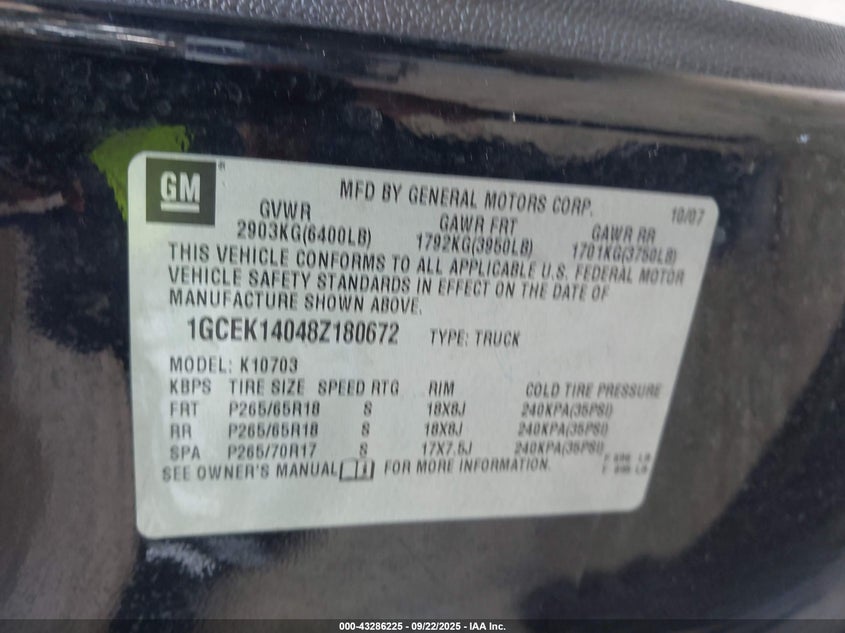 GM
MFD BY GENERAL MOTORS CORP. 10/07
GVWR GAWR FRT GAWR RR
2903KG(6400LB) 1792KG(3950LB) 1701KG(3750LB)
THIS VEHICLE CONFORMS TO ALL APPLICABLE U.S. FEDERAL MOTOR
VEHICLE SAFETY STANDARDS IN EFFECT ON THE DATE OF
MANUFACTURE SHOWN ABOVE.
1GCEK14048Z180672 TYPE: TRUCK
MODEL: K10703
KBPS TIRE SIZE SPEED RTG RIM COLD TIRE PRESSURE
FRT P265/65R18 S 18X8J 240KPA(35PSI)
RR P265/65R18 S 18X8J 240KPA(35PSI)
SPA P265/70R17 S 17X7.5J 240KPA(35PSI)
SEE OWNER'S MANUAL FOR MORE INFORMATION.
000-43286225 - 09/22/2025 - IAA Inc.